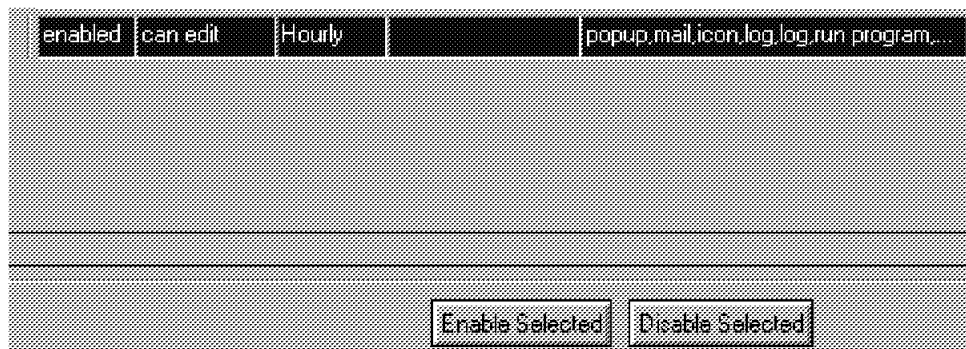 enabled can edit Hourly popup,mail,icon,log,log,run program,...
Enable Selected Disable Selected